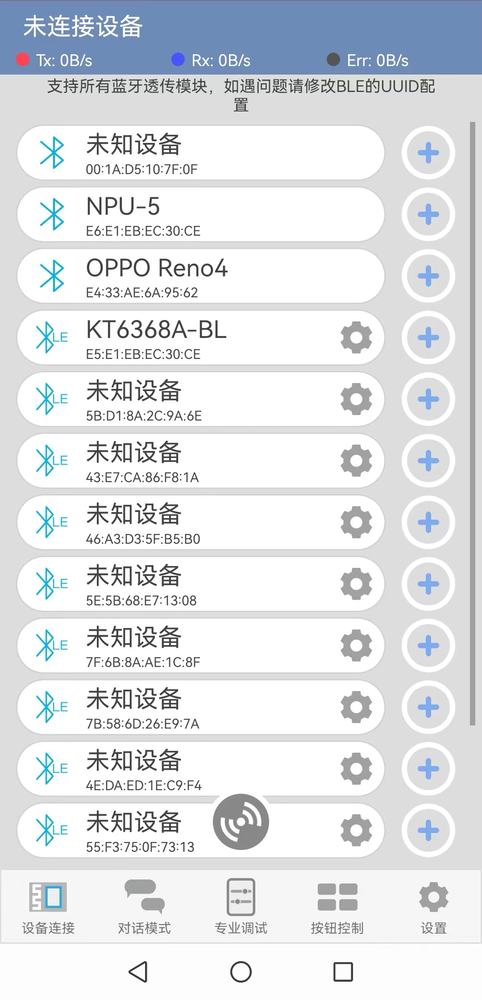 未连接设备
Tx: 0B/s Rx: 0B/s Err: 0B/s
支持所有蓝牙透传模块，如遇问题请修改BLE的UUID配
置
未知设备
00:1A:D5:10:7F:0F
NPU-5
E6:E1:EB:EC:30:CE
OPPO Reno4
E4:33:AE:6A:95:62
KT6368A-BL
LE
E5:E1:EB:EC:30:CE
未知设备
LE
5B:D1:8A:2C:9A:6E
未知设备
LE
43:E7:CA:86:F8:1A
未知设备
LE
46:A3:D3:5F:B5:B0
未知设备
LE
5E:5B:68:E7:13:08
未知设备
LE
7F:6B:8A:AE:1C:8F
未知设备
LE
7B:58:6D:26:E9:7A
未知设备
LE
4E:DA:ED:1E:C9:F4
未知设备
LE
55:F3:75:0F:73:13
设备连接 对话模式 专业调试 按钮控制 设置